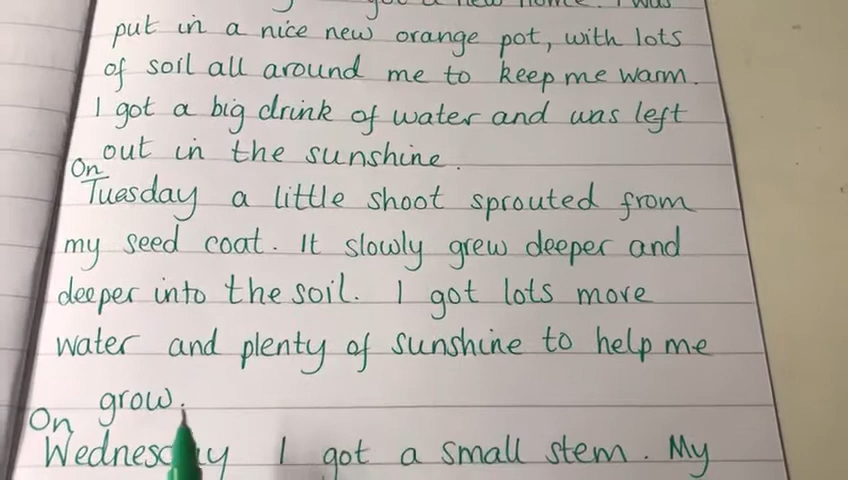 put in a nice new orange pot, with lots
of soil all around me to keep me warm.
I got a big drink of water and was left
out in the sunshine.
On
Tuesday a little shoot sprouted from
my seed coat. It slowly grew deeper and
deeper into the soil. I got lots more
water and plenty of sunshine to help me
grow.
On
Wednesday I got a small stem. My